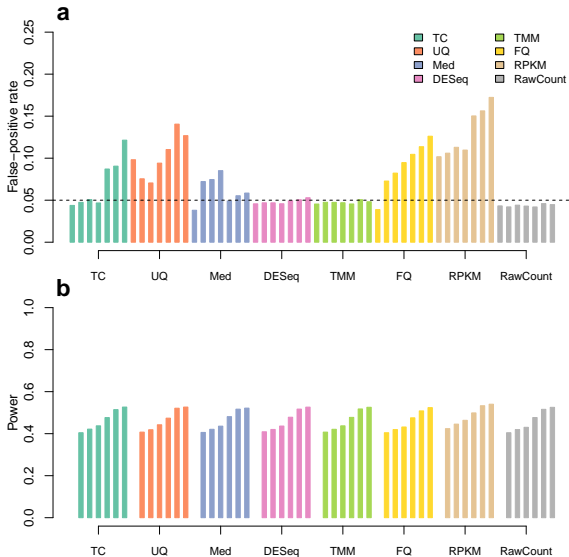 a
False−positive rate
0.00 0.05 0.10 0.15 0.20 0.25
TC TMM
UQ FQ
Med RPKM
DESeq RawCount
TC UQ Med DESeq TMM FQ RPKM RawCount
b
Power
0.0 0.2 0.4 0.6 0.8 1.0
TC UQ Med DESeq TMM FQ RPKM RawCount